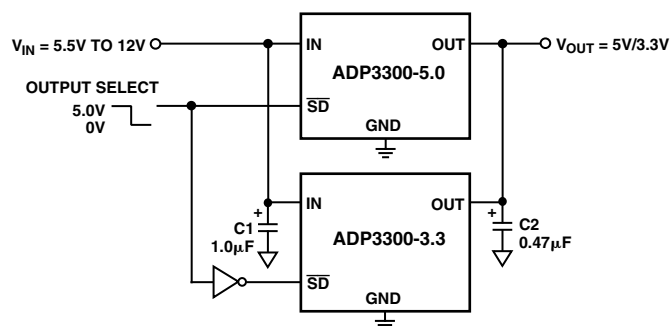 V_IN = 5.5V TO 12V
IN
OUT
V_OUT = 5V/3.3V
ADP3300-5.0
OUTPUT SELECT
5.0V
0V
SD
GND
IN
OUT
+
C1
1.0µF
ADP3300-3.3
+
C2
0.47µF
SD
GND